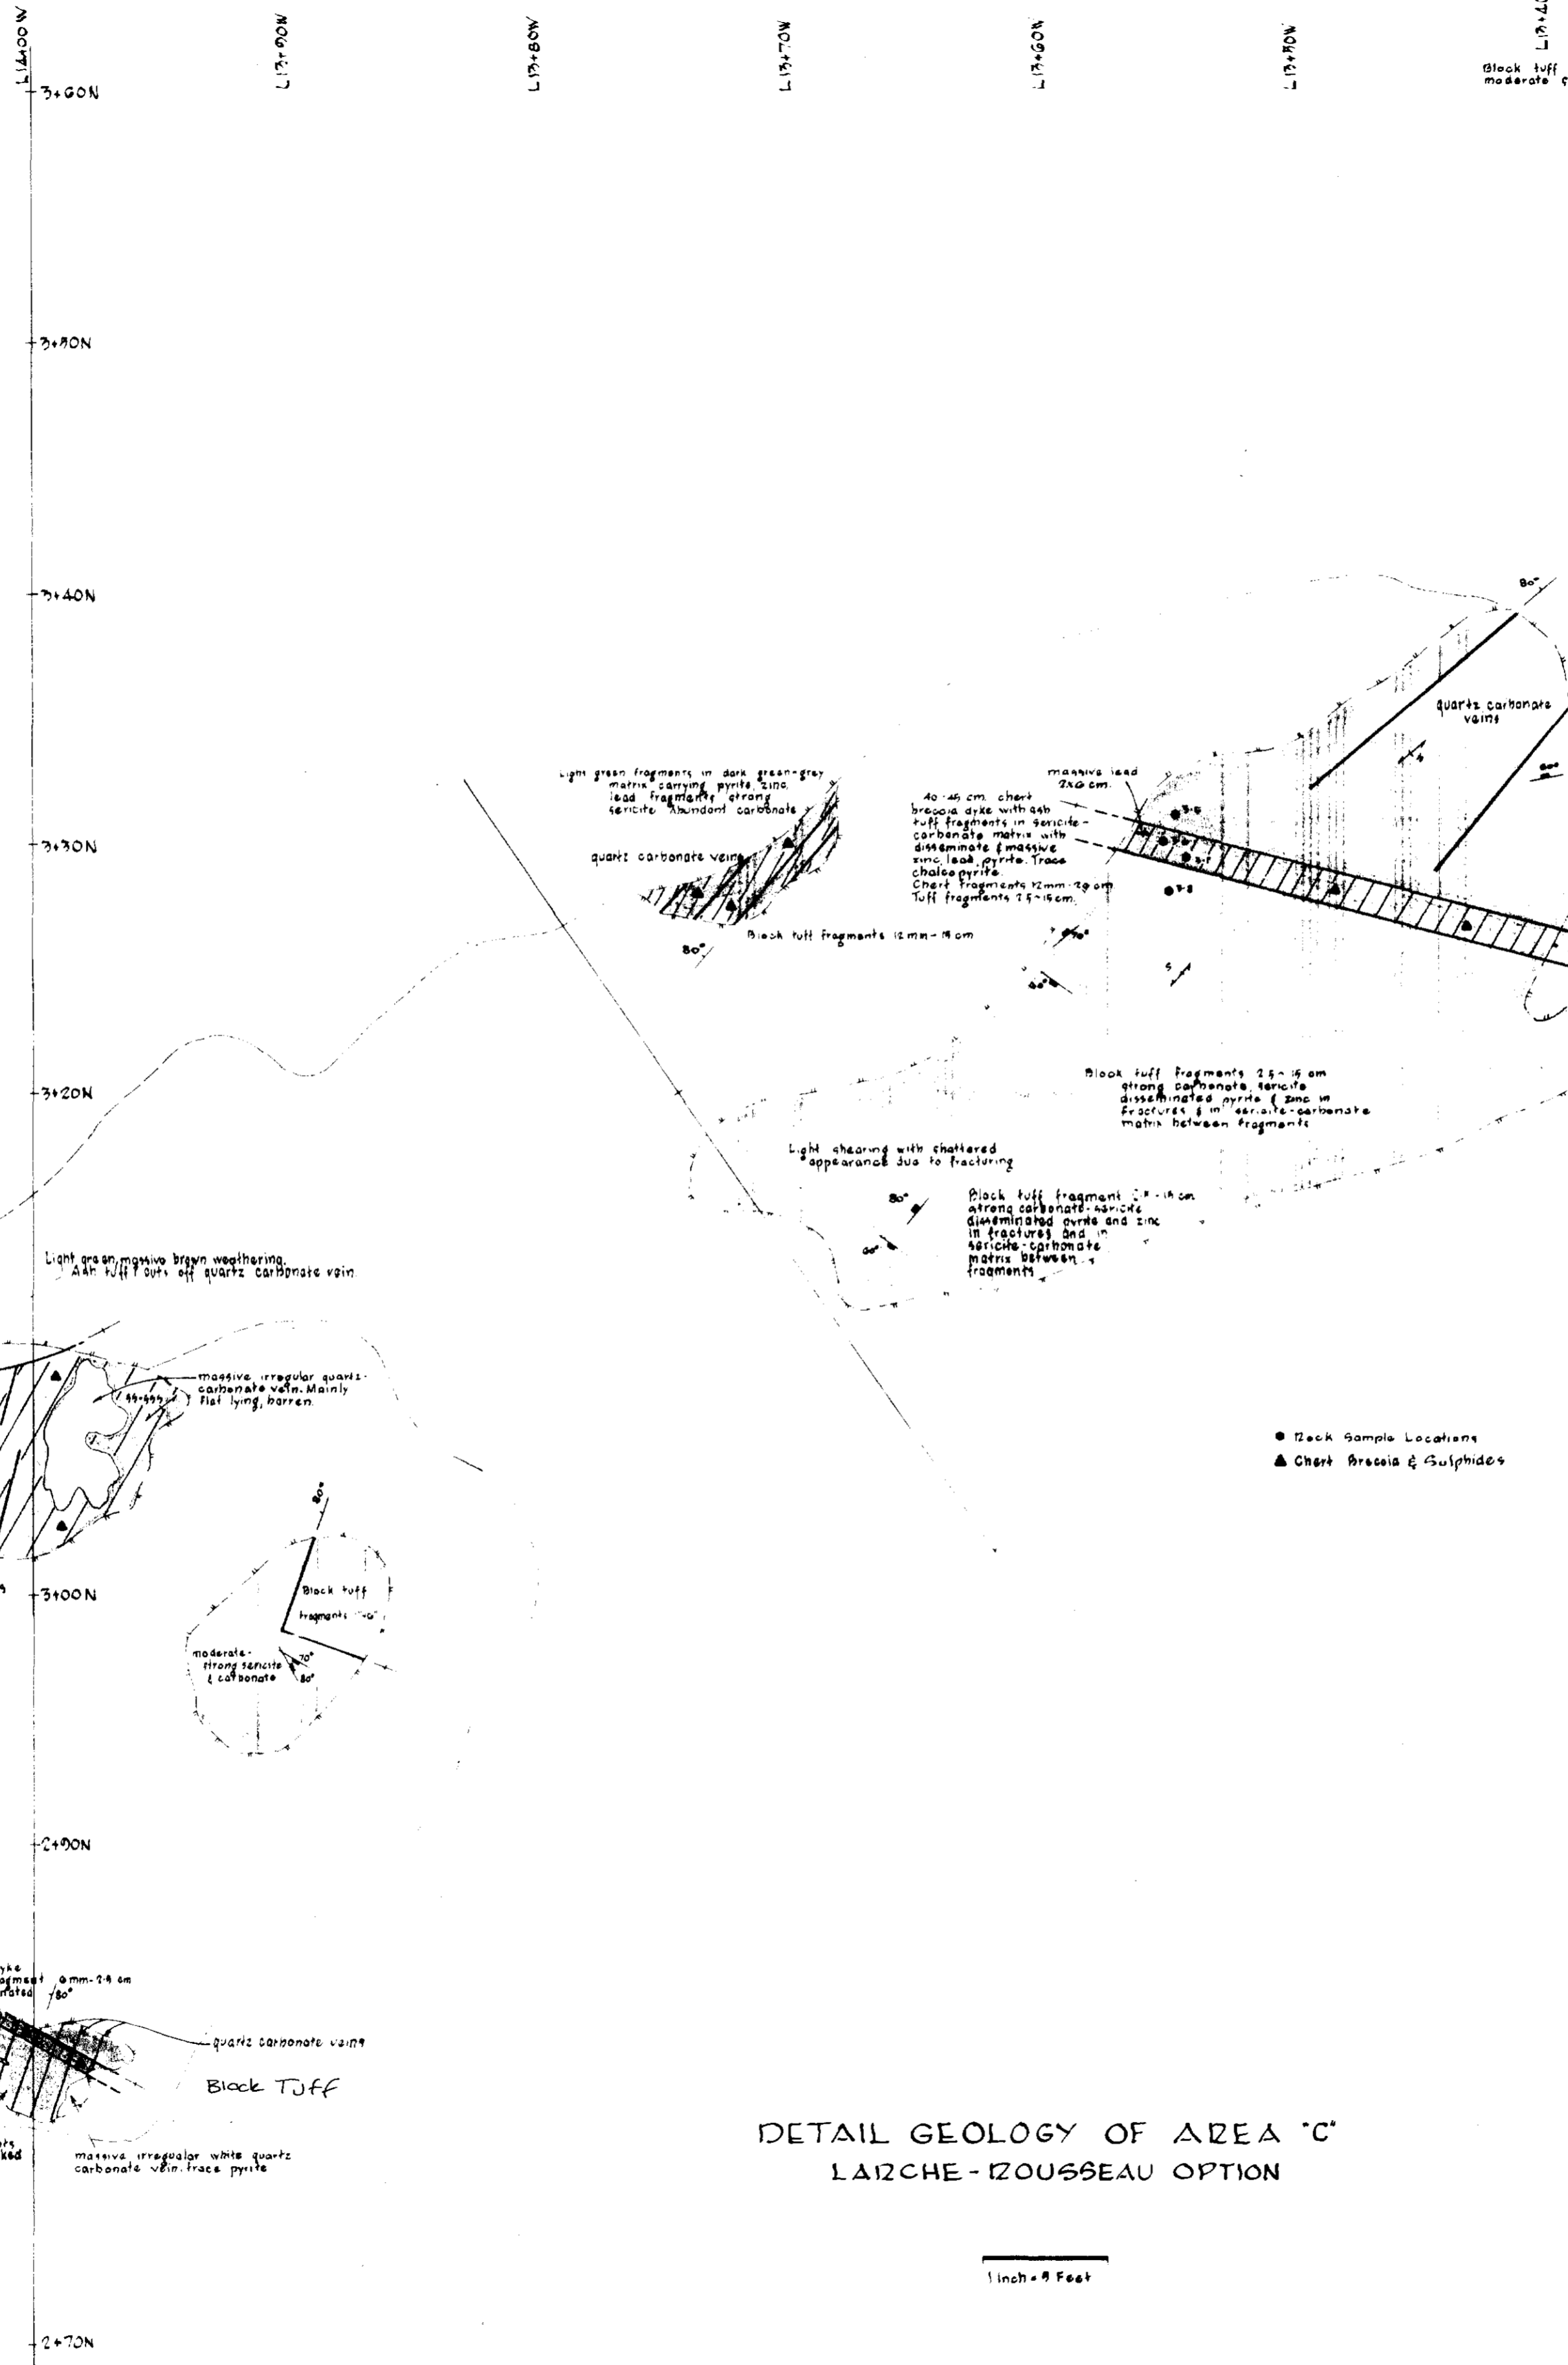 L14+00W
L13+90W
L13+80W
L13+70W
L13+60W
L13+50W
Block tuff
moderate
3+60N
3+50N
3+40N
80°
quartz carbonate
veins
Light green fragments in dark green-grey
matrix carrying pyrite, zinc,
lead fragments strong
sericite Abundant carbonate
massive lead
2x6 cm.
40-45 cm. chert
breccia dyke with ash
tuff fragments in sericite-
carbonate matrix with
disseminate & massive
zinc, lead, pyrite. Trace
chalcopyrite.
Chert fragments 12mm-20 cm
Tuff fragments 2.5-15cm.
3+30N
quartz carbonate vein
Block tuff fragments 12mm-15 cm
80°
3+20N
Block tuff fragments 2.5-15 cm
strong carbonate, sericite
disseminated pyrite & zinc in
fractures & in sericite-carbonate
matrix between fragments
Light shearing with shattered
appearance due to fracturing
80°
60°
Block tuff fragment
strong carbonate-sericite
disseminated pyrite and zinc
in fractures and in
sericite-carbonate
matrix between
fragments
Light green, massive brown weathering.
Ash tuff cuts off quartz carbonate vein
massive irregular quartz-
carbonate vein. Mainly
flat lying, barren.
● Rock Sample Locations
▲ Chert Breccia & Sulphides
80°
3+00N
Block tuff
fragments
moderate-
strong sericite
& carbonate
70°
80°
2+90N
6mm-2.5 cm
80°
quartz carbonate veins
Block Tuff
massive irregualar white quartz
carbonate vein. trace pyrite
DETAIL GEOLOGY OF AREA "C"
LARCHE-ROUSSEAU OPTION
1 inch = 5 Feet
2+70N